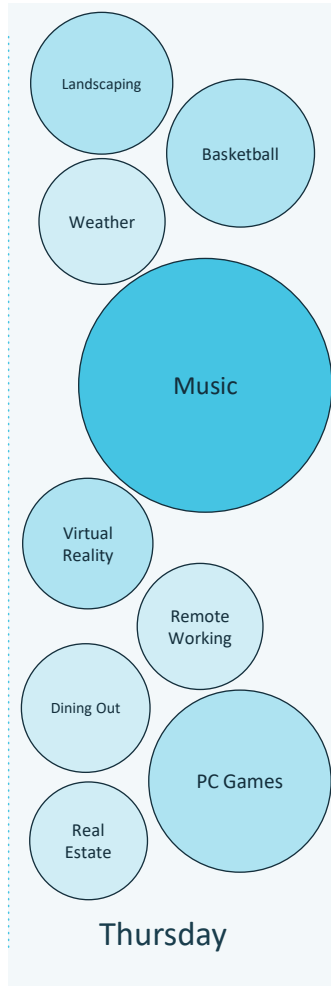 Landscaping
Basketball
Weather
Music
Virtual
Reality
Remote
Working
Dining Out
PC Games
Real
Estate
Thursday